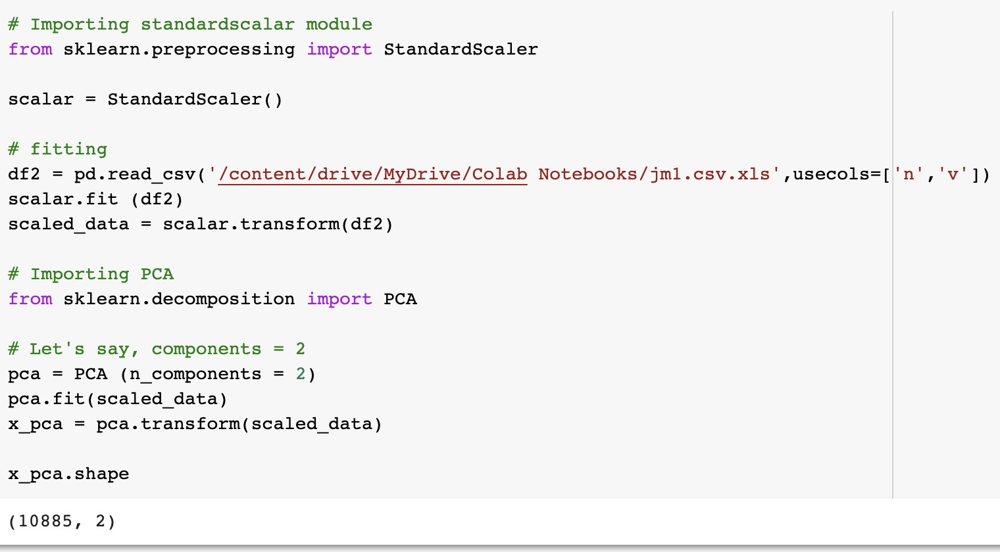 # Importing standardscalar module
from sklearn.preprocessing import StandardScaler
scalar = StandardScaler()
# fitting
df2 = pd.read_csv('/content/drive/MyDrive/Colab Notebooks/jm1.csv.xls',usecols=['n','v'])
scalar.fit (df2)
scaled_data = scalar.transform(df2)
# Importing PCA
from sklearn.decomposition import PCA
# Let's say, components = 2
pca = PCA (n_components = 2)
pca.fit(scaled_data)
x_pca = pca.transform(scaled_data)
x_pca.shape
(10885, 2)